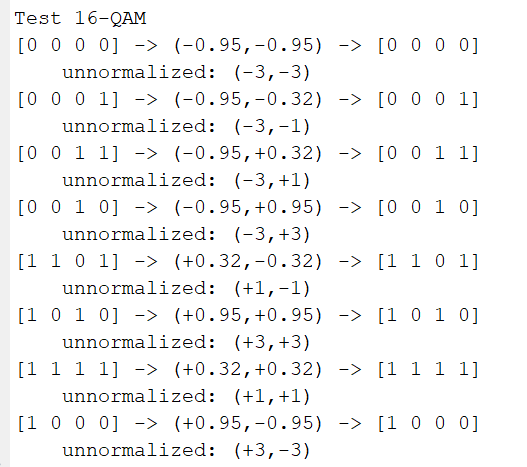 Test 16-QAM
[0 0 0 0] -> (-0.95,-0.95) -> [0 0 0 0]
    unnormalized: (-3,-3)
[0 0 0 1] -> (-0.95,-0.32) -> [0 0 0 1]
    unnormalized: (-3,-1)
[0 0 1 1] -> (-0.95,+0.32) -> [0 0 1 1]
    unnormalized: (-3,+1)
[0 0 1 0] -> (-0.95,+0.95) -> [0 0 1 0]
    unnormalized: (-3,+3)
[1 1 0 1] -> (+0.32,-0.32) -> [1 1 0 1]
    unnormalized: (+1,-1)
[1 0 1 0] -> (+0.95,+0.95) -> [1 0 1 0]
    unnormalized: (+3,+3)
[1 1 1 1] -> (+0.32,+0.32) -> [1 1 1 1]
    unnormalized: (+1,+1)
[1 0 0 0] -> (+0.95,-0.95) -> [1 0 0 0]
    unnormalized: (+3,-3)